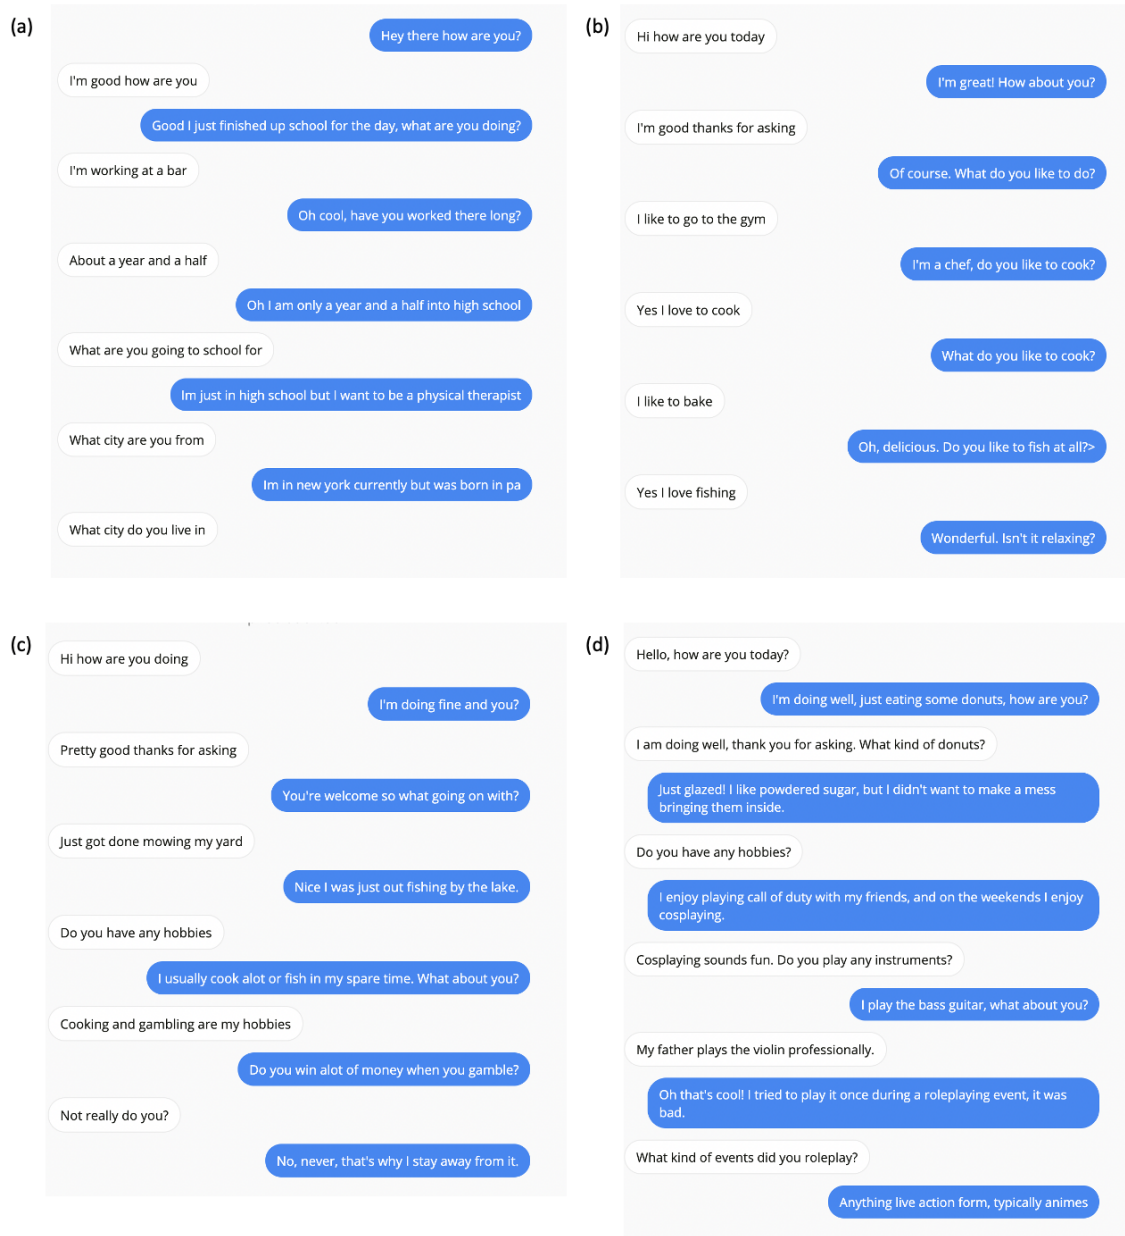 (a)
Hey there how are you?
I'm good how are you
Good I just finished up school for the day, what are you doing?
I'm working at a bar
Oh cool, have you worked there long?
About a year and a half
Oh I am only a year and a half into high school
What are you going to school for
Im just in high school but I want to be a physical therapist
What city are you from
Im in new york currently but was born in pa
What city do you live in
(b)
Hi how are you today
I'm great! How about you?
I'm good thanks for asking
Of course. What do you like to do?
I like to go to the gym
I'm a chef, do you like to cook?
Yes I love to cook
What do you like to cook?
I like to bake
Oh, delicious. Do you like to fish at all?>
Yes I love fishing
Wonderful. Isn't it relaxing?
(c)
Hi how are you doing
I'm doing fine and you?
Pretty good thanks for asking
You're welcome so what going on with?
Just got done mowing my yard
Nice I was just out fishing by the lake.
Do you have any hobbies
I usually cook alot or fish in my spare time. What about you?
Cooking and gambling are my hobbies
Do you win alot of money when you gamble?
Not really do you?
No, never, that's why I stay away from it.
(d)
Hello, how are you today?
I'm doing well, just eating some donuts, how are you?
I am doing well, thank you for asking. What kind of donuts?
Just glazed! I like powdered sugar, but I didn't want to make a mess
bringing them inside.
Do you have any hobbies?
I enjoy playing call of duty with my friends, and on the weekends I enjoy
cosplaying.
Cosplaying sounds fun. Do you play any instruments?
I play the bass guitar, what about you?
My father plays the violin professionally.
Oh that's cool! I tried to play it once during a roleplaying event, it was
bad.
What kind of events did you roleplay?
Anything live action form, typically animes